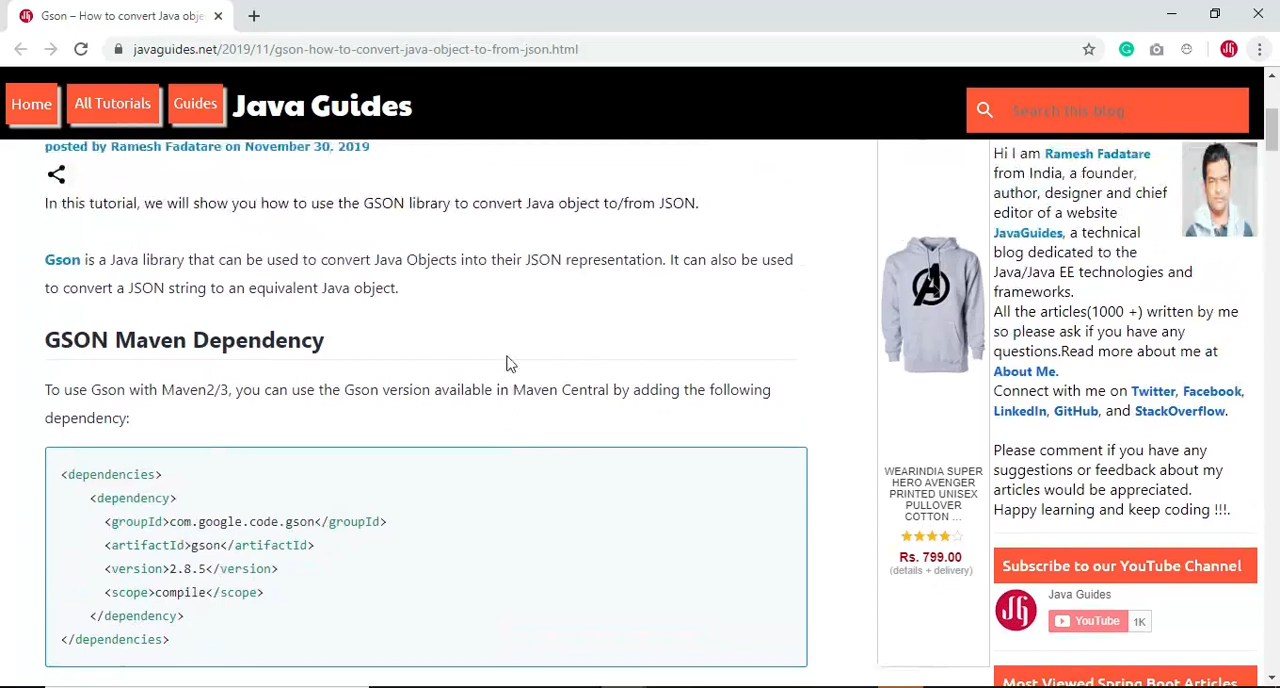 Gson – How to convert Java obje
javaguides.net/2019/11/gson-how-to-convert-java-object-to-from-json.html
Home
All Tutorials
Guides
Java Guides
Search this blog
posted by Ramesh Fadatare on November 30, 2019
In this tutorial, we will show you how to use the GSON library to convert Java object to/from JSON.
Gson is a Java library that can be used to convert Java Objects into their JSON representation. It can also be used
to convert a JSON string to an equivalent Java object.
GSON Maven Dependency
To use Gson with Maven2/3, you can use the Gson version available in Maven Central by adding the following
dependency:
<dependencies>
<dependency>
<groupId>com.google.code.gson</groupId>
<artifactId>gson</artifactId>
<version>2.8.5</version>
<scope>compile</scope>
</dependency>
</dependencies>
WEARINDIA SUPER
HERO AVENGER
PRINTED UNISEX
PULLOVER
COTTON ...
Rs. 799.00
(details + delivery)
Hi I am Ramesh Fadatare
from India, a founder,
author, designer and chief
editor of a website
JavaGuides, a technical
blog dedicated to the
Java/Java EE technologies and
frameworks.
All the articles(1000 +) written by me
so please ask if you have any
questions.Read more about me at
About Me.
Connect with me on Twitter, Facebook,
LinkedIn, GitHub, and StackOverflow.
Please comment if you have any
suggestions or feedback about my
articles would be appreciated.
Happy learning and keep coding !!!.
Subscribe to our YouTube Channel
Java Guides
YouTube 1K
Most Viewed Spring Boot Articles